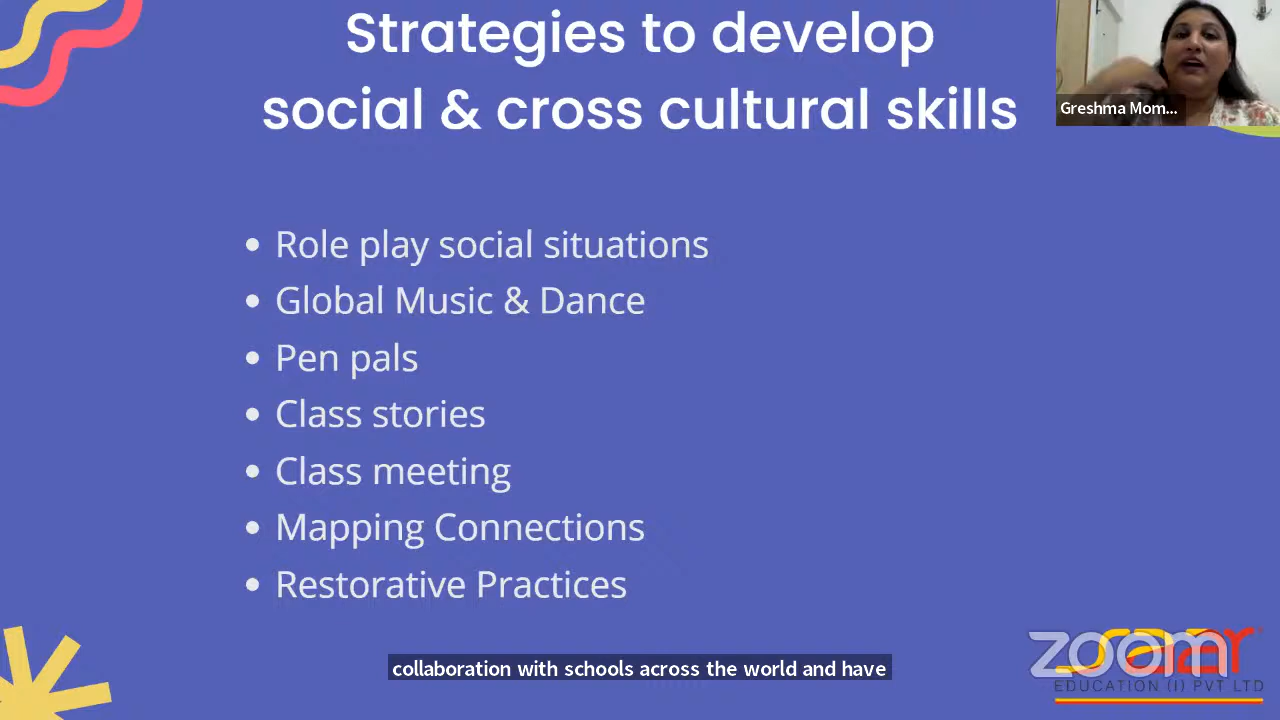 Strategies to develop
social & cross cultural skills
Greshma Mom...
• Role play social situations
• Global Music & Dance
• Pen pals
• Class stories
• Class meeting
• Mapping Connections
• Restorative Practices
collaboration with schools across the world and have
zoom
EDUCATION (I) PVT LTD